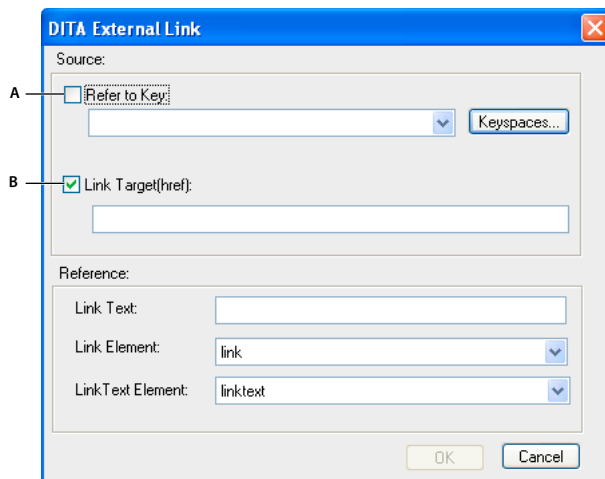 DITA External Link
Source:
A
Refer to Key:
Keyspaces...
B
Link Target(href):
Reference:
Link Text:
Link Element:
link
LinkText Element:
linktext
OK
Cancel